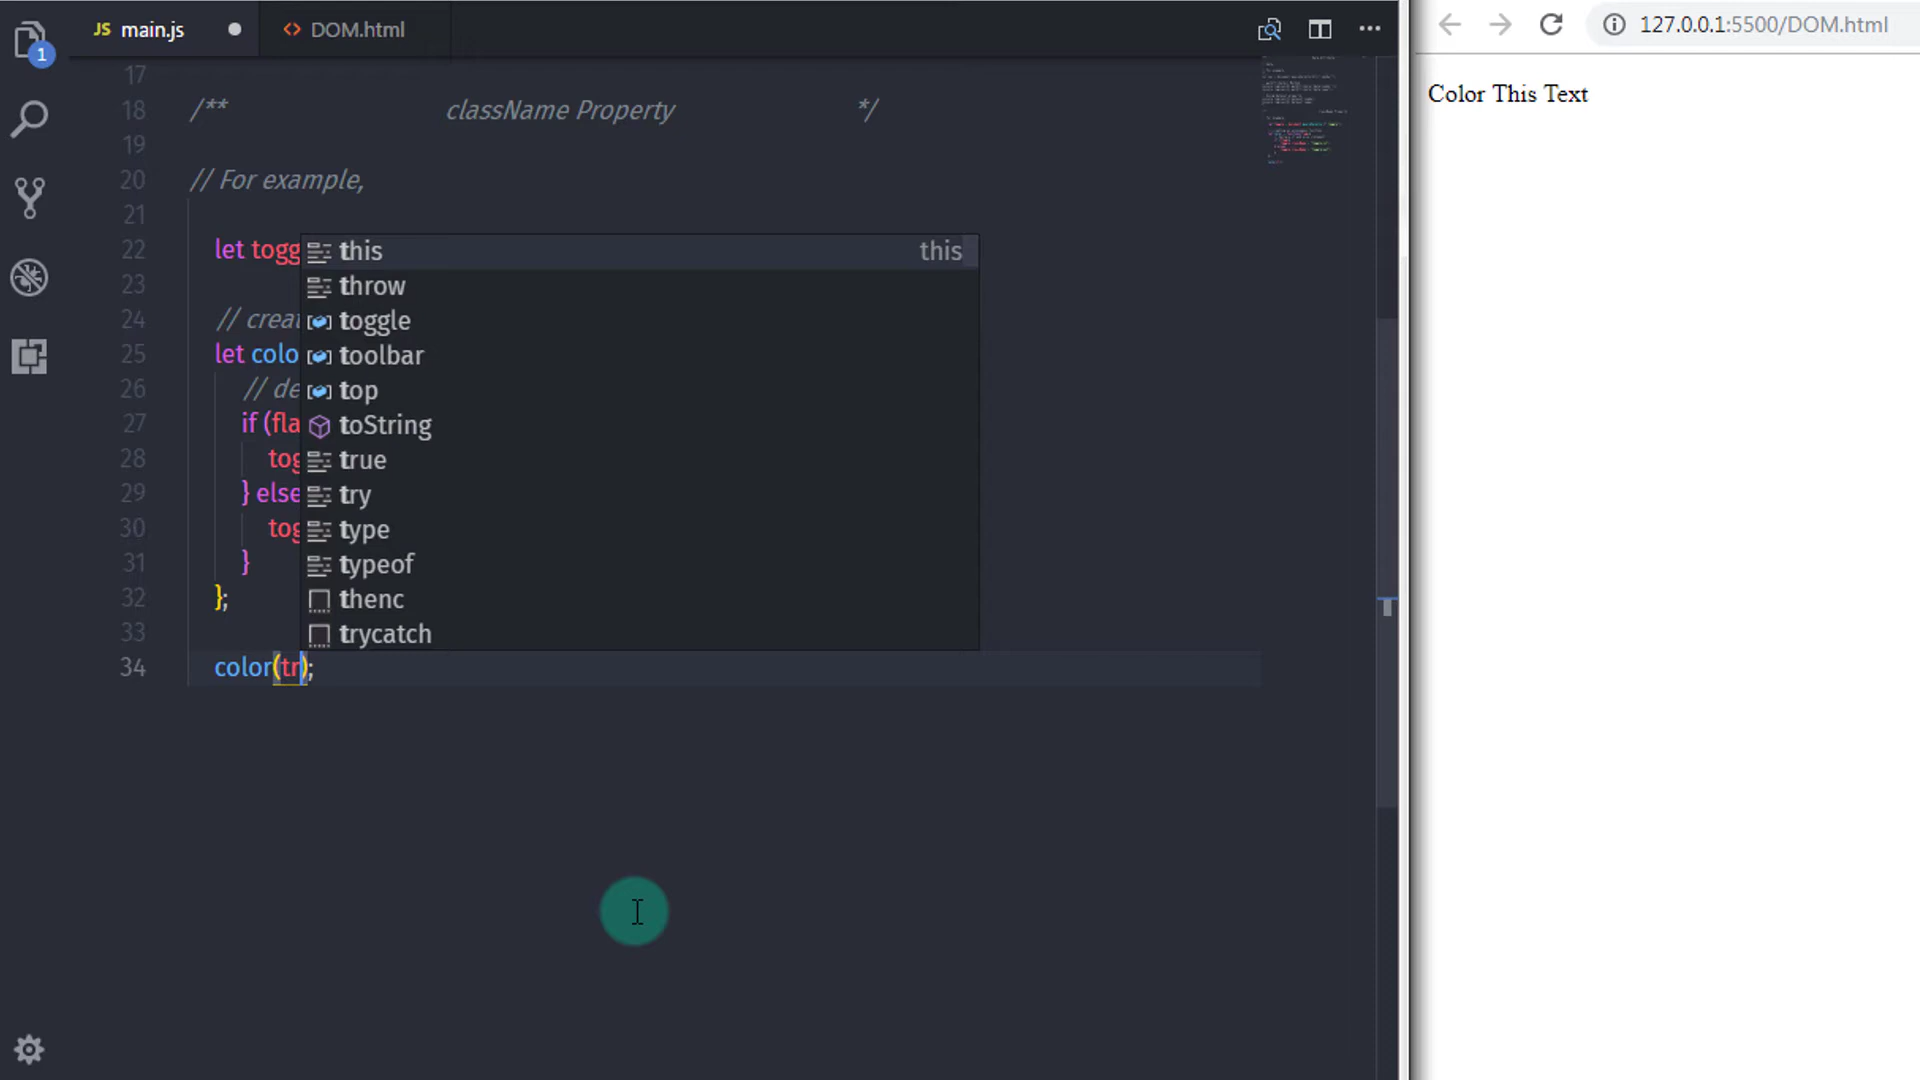 JS main.js
<> DOM.html
127.0.0.1:5500/DOM.html
1
Color This Text
17
18 /** className Property */
19
20 // For example,
21
22 let togg
23
24 // creat
25 let colo
26 // de
27 if (fla
28 tog
29 } else
30 tog
31 }
32 };
33
34 color(tr);
this this
throw
toggle
toolbar
top
toString
true
try
type
typeof
thenc
trycatch